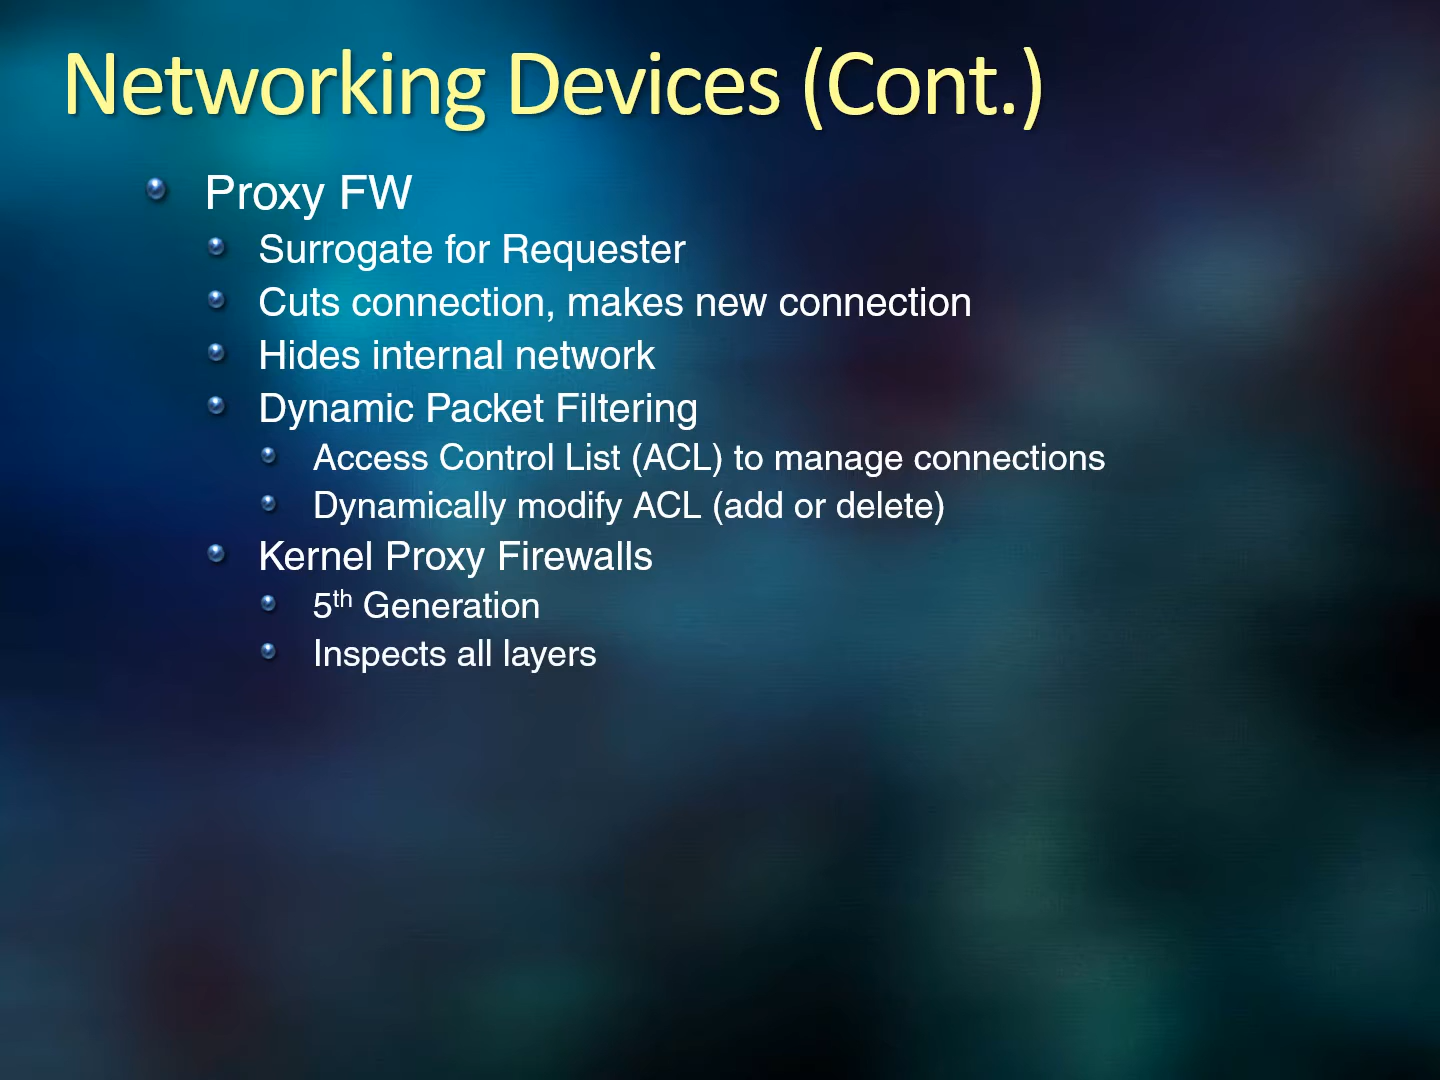 Networking Devices (Cont.)
Proxy FW
Surrogate for Requester
Cuts connection, makes new connection
Hides internal network
Dynamic Packet Filtering
Access Control List (ACL) to manage connections
Dynamically modify ACL (add or delete)
Kernel Proxy Firewalls
5th Generation
Inspects all layers